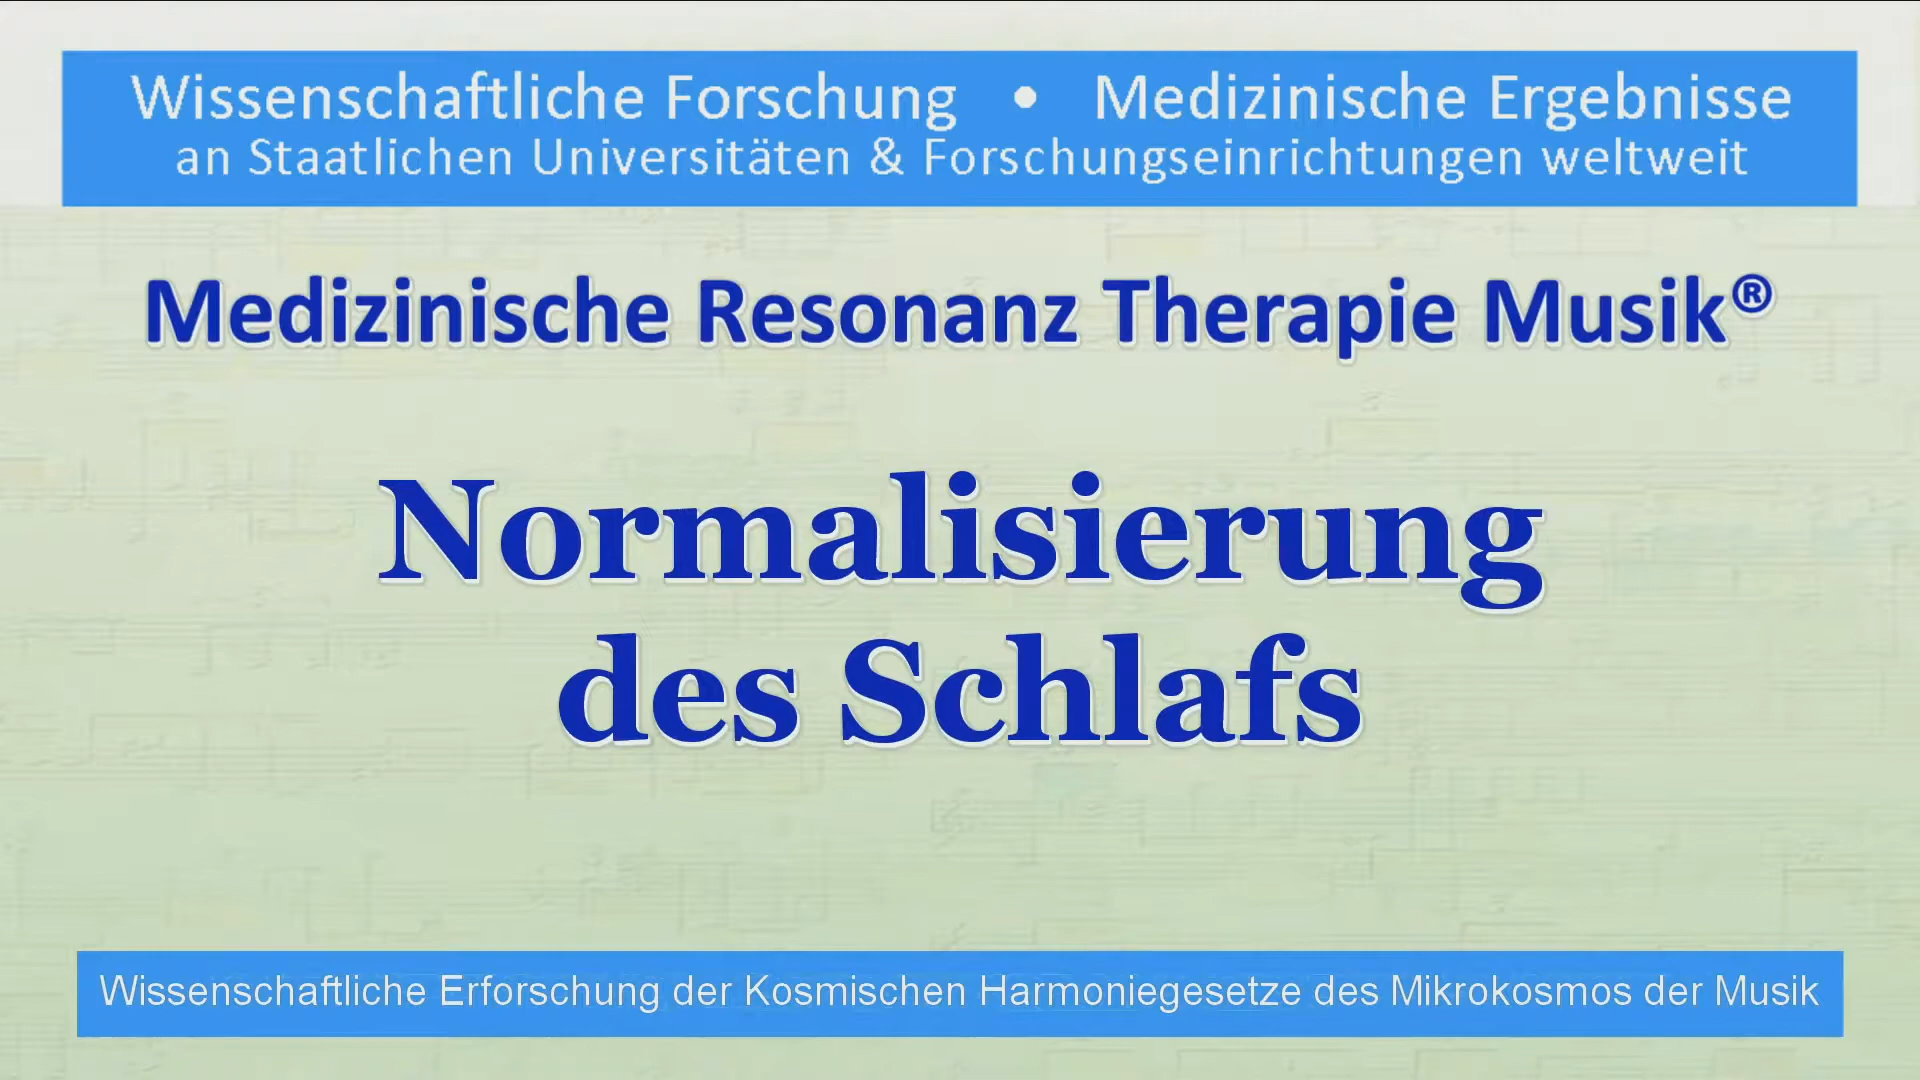 Wissenschaftliche Forschung • Medizinische Ergebnisse
an Staatlichen Universitäten & Forschungseinrichtungen weltweit
Medizinische Resonanz Therapie Musik®
Normalisierung
des Schlafs
Wissenschaftliche Erforschung der Kosmischen Harmoniegesetze des Mikrokosmos der Musik